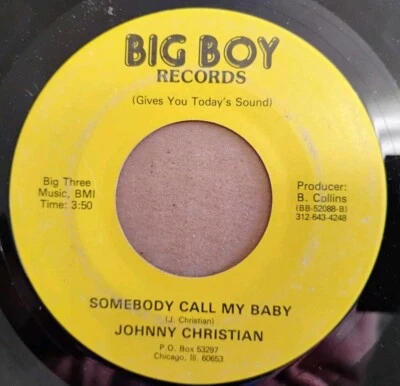 BIG BOY
RECORDS
(Gives You Today's Sound)
Big Three
Music, BMI
Time: 3:50
Producer:
B. Collins
(BB-52088-B)
312-643-4248
SOMEBODY CALL MY BABY
(J. Christian)
JOHNNY CHRISTIAN
P.O. Box 53297
Chicago, Ill. 60653